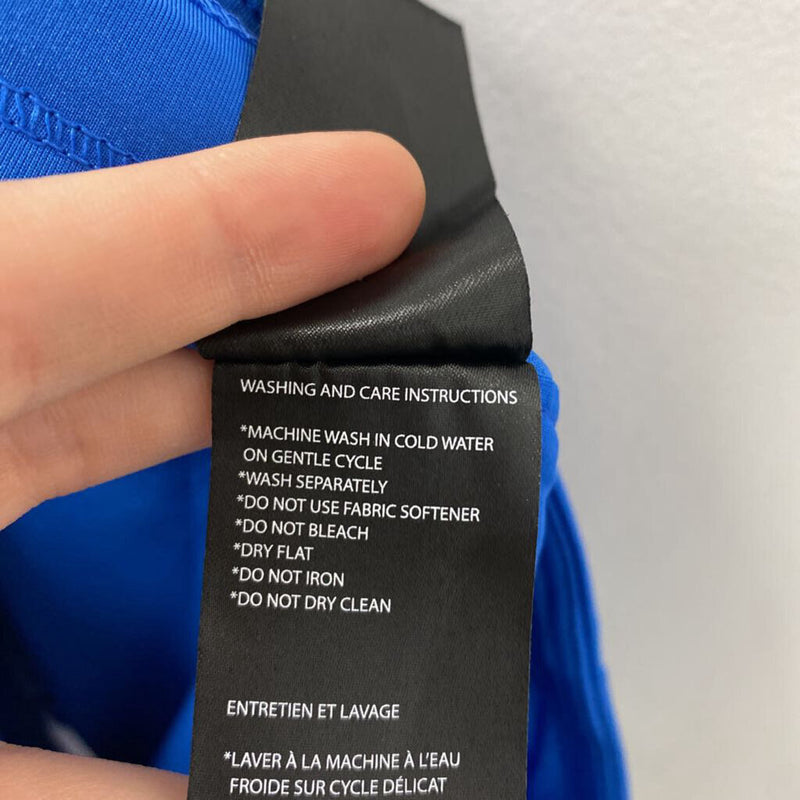 WASHING AND CARE INSTRUCTIONS
*MACHINE WASH IN COLD WATER
ON GENTLE CYCLE
*WASH SEPARATELY
*DO NOT USE FABRIC SOFTENER
*DO NOT BLEACH
*DRY FLAT
*DO NOT IRON
*DO NOT DRY CLEAN
ENTRETIEN ET LAVAGE
*LAVER À LA MACHINE À L'EAU
FROIDE SUR CYCLE DÉLICAT